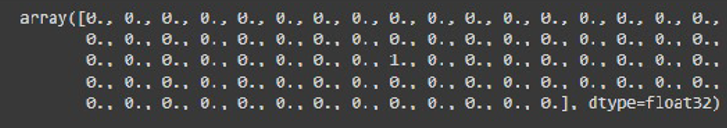 array([0., 0., 0., 0., 0., 0., 0., 0., 0., 0., 0., 0., 0., 0., 0., 0., 0.,
0., 0., 0., 0., 0., 0., 0., 0., 0., 0., 0., 0., 0., 0., 0., 0., 0.,
0., 0., 0., 0., 0., 0., 0., 0., 1., 0., 0., 0., 0., 0., 0., 0., 0.,
0., 0., 0., 0., 0., 0., 0., 0., 0., 0., 0., 0., 0., 0., 0., 0., 0.,
0., 0., 0., 0., 0., 0., 0., 0., 0., 0., 0., 0., 0.], dtype=float32)